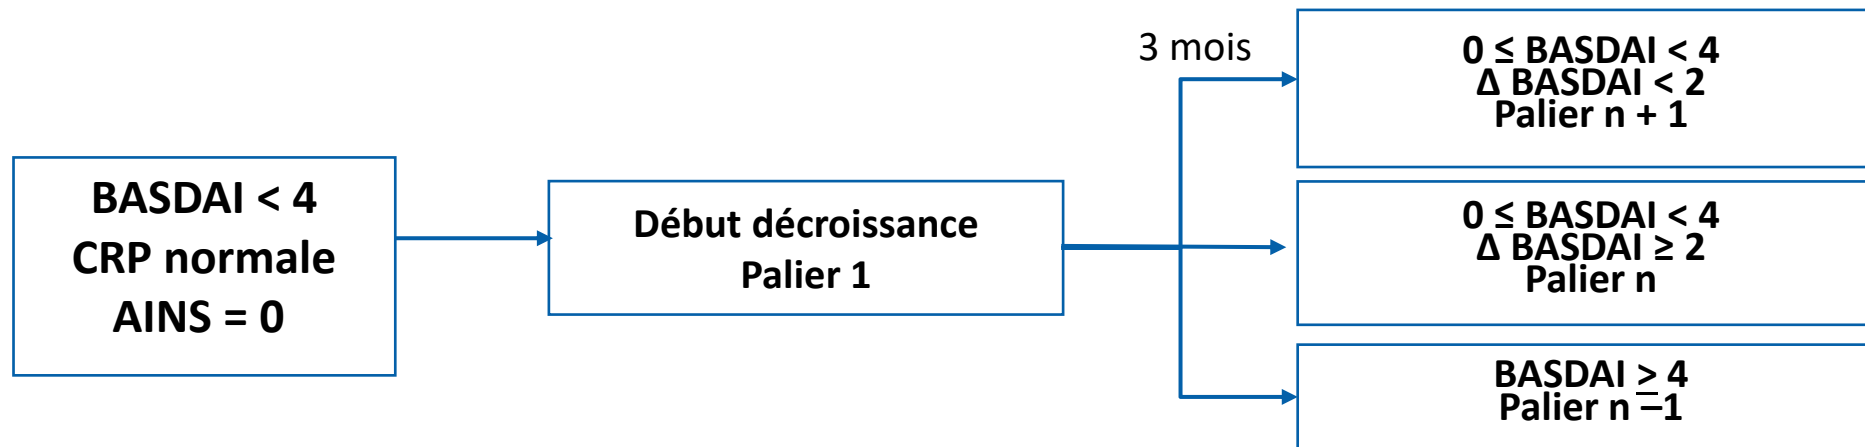 BASDAI < 4
CRP normale
AINS = 0
Début décroissance
Palier 1
3 mois
0 ≤ BASDAI < 4
Δ BASDAI < 2
Palier n + 1
0 ≤ BASDAI < 4
Δ BASDAI ≥ 2
Palier n
BASDAI ≥ 4
Palier n –1